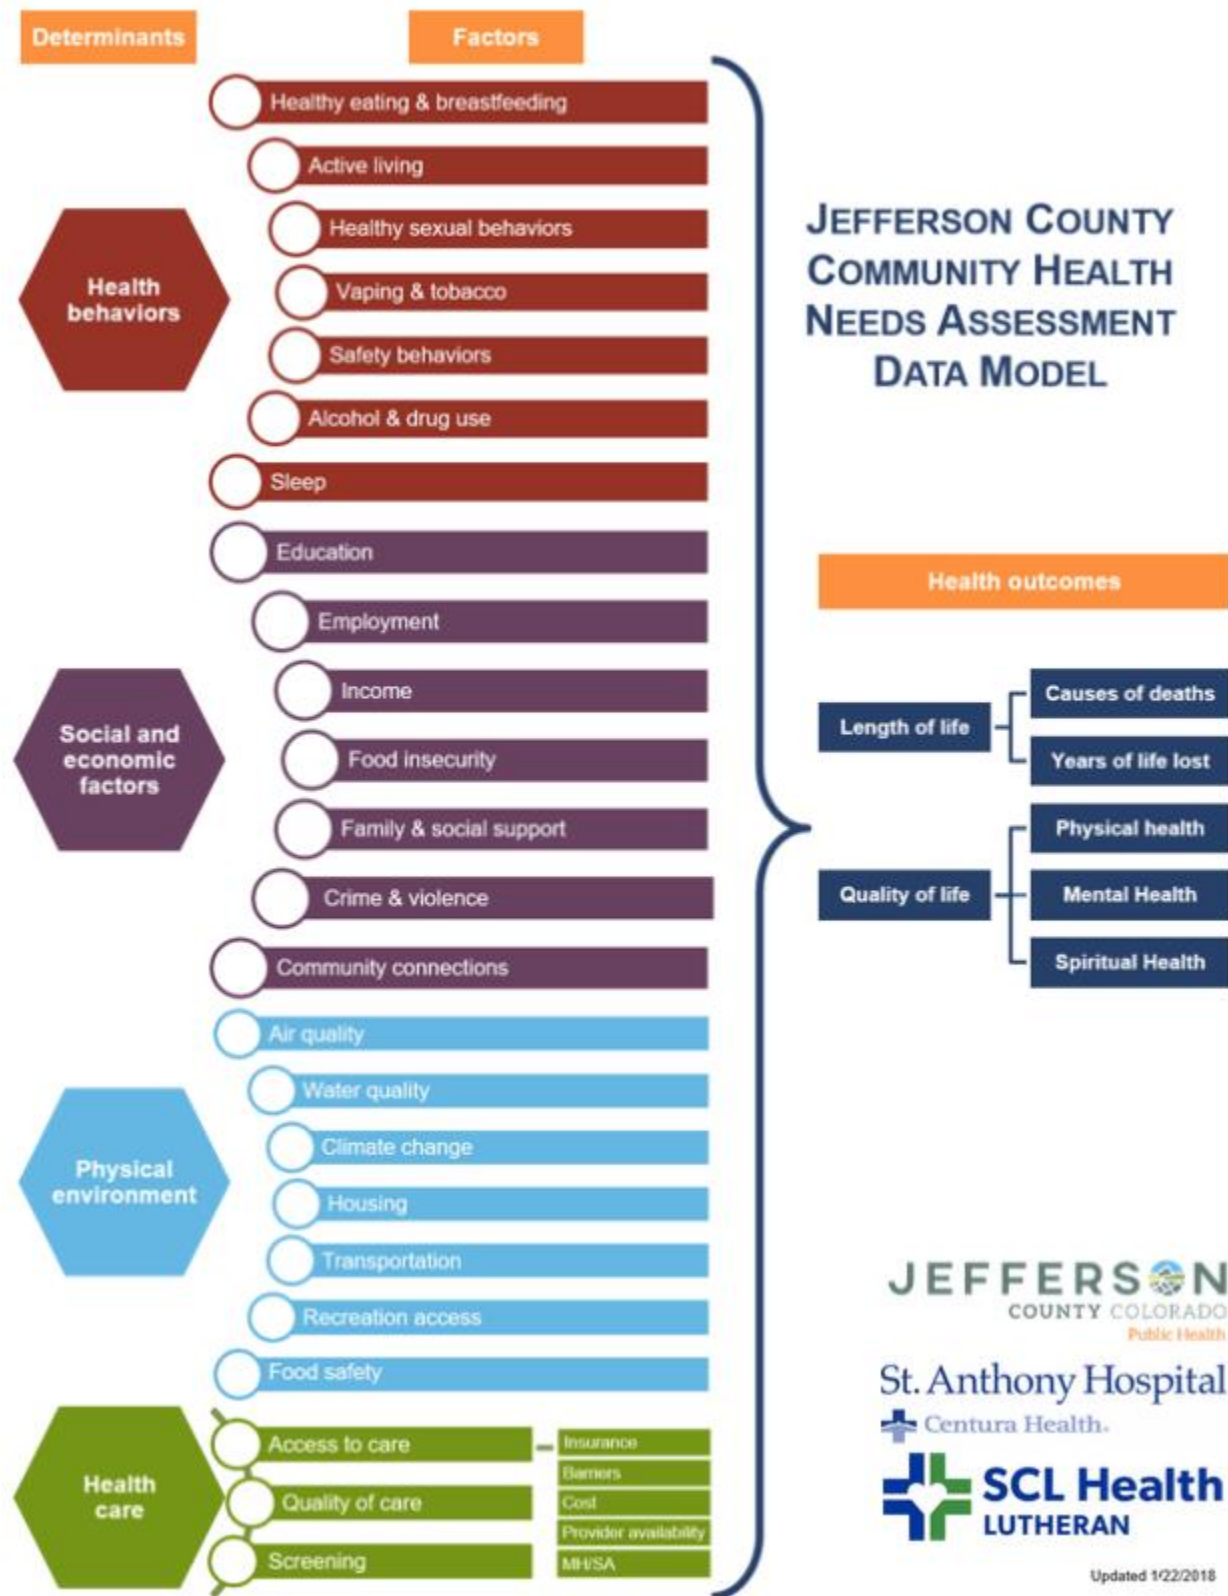 Determinants
Factors
Healthy eating & breastfeeding
Active living
Healthy sexual behaviors
Vaping & tobacco
Safety behaviors
Alcohol & drug use
Sleep
Health
behaviors
Education
Employment
Income
Food insecurity
Family & social support
Crime & violence
Community connections
Social and
economic
factors
Air quality
Water quality
Climate change
Housing
Transportation
Recreation access
Food safety
Physical
environment
Access to care
Quality of care
Screening
Health
care
Insurance
Barriers
Cost
Provider availability
MH/SA
JEFFERSON COUNTY
COMMUNITY HEALTH
NEEDS ASSESSMENT
DATA MODEL
Health outcomes
Length of life
Causes of deaths
Years of life lost
Quality of life
Physical health
Mental Health
Spiritual Health
JEFFERSON
COUNTY COLORADO
Public Health
St. Anthony Hospital
Centura Health.
SCL Health
LUTHERAN
Updated 1/22/2018